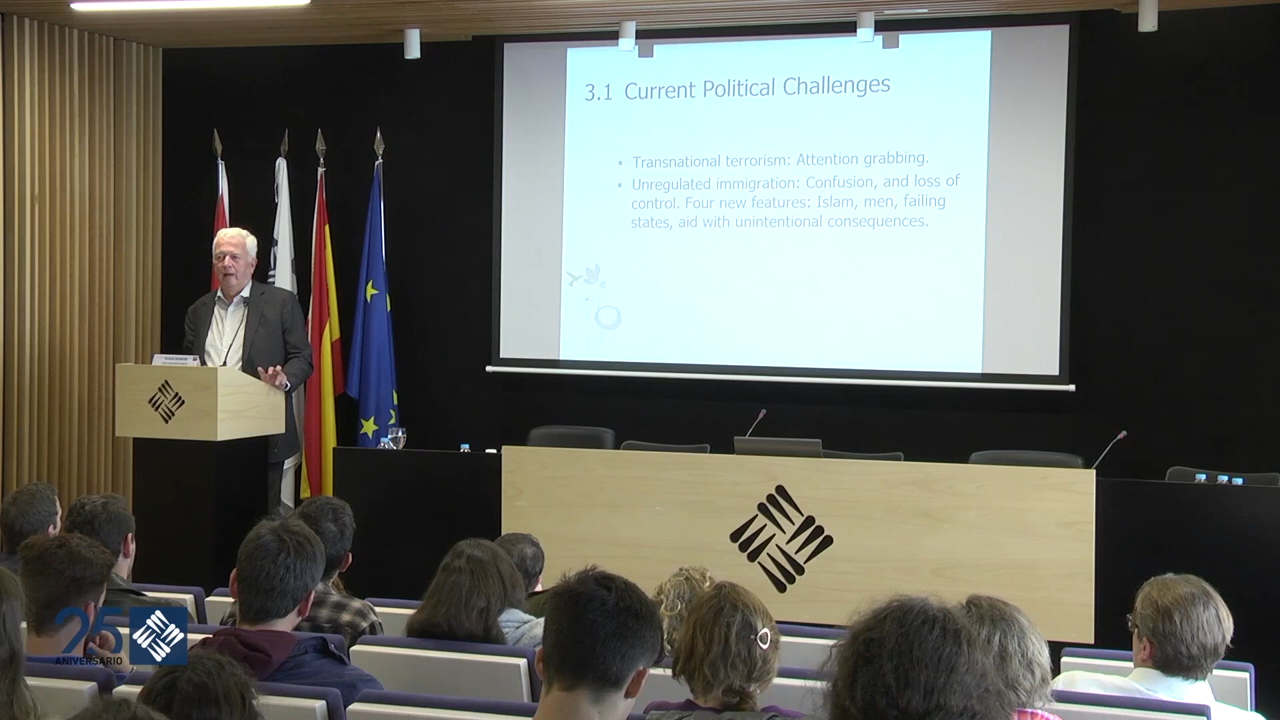 3.1 Current Political Challenges
▪ Transnational terrorism: Attention grabbing.
▪ Unregulated immigration: Confusion, and loss of
control. Four new features: Islam, men, failing
states, aid with unintentional consequences.
25
ANIVERSARIO